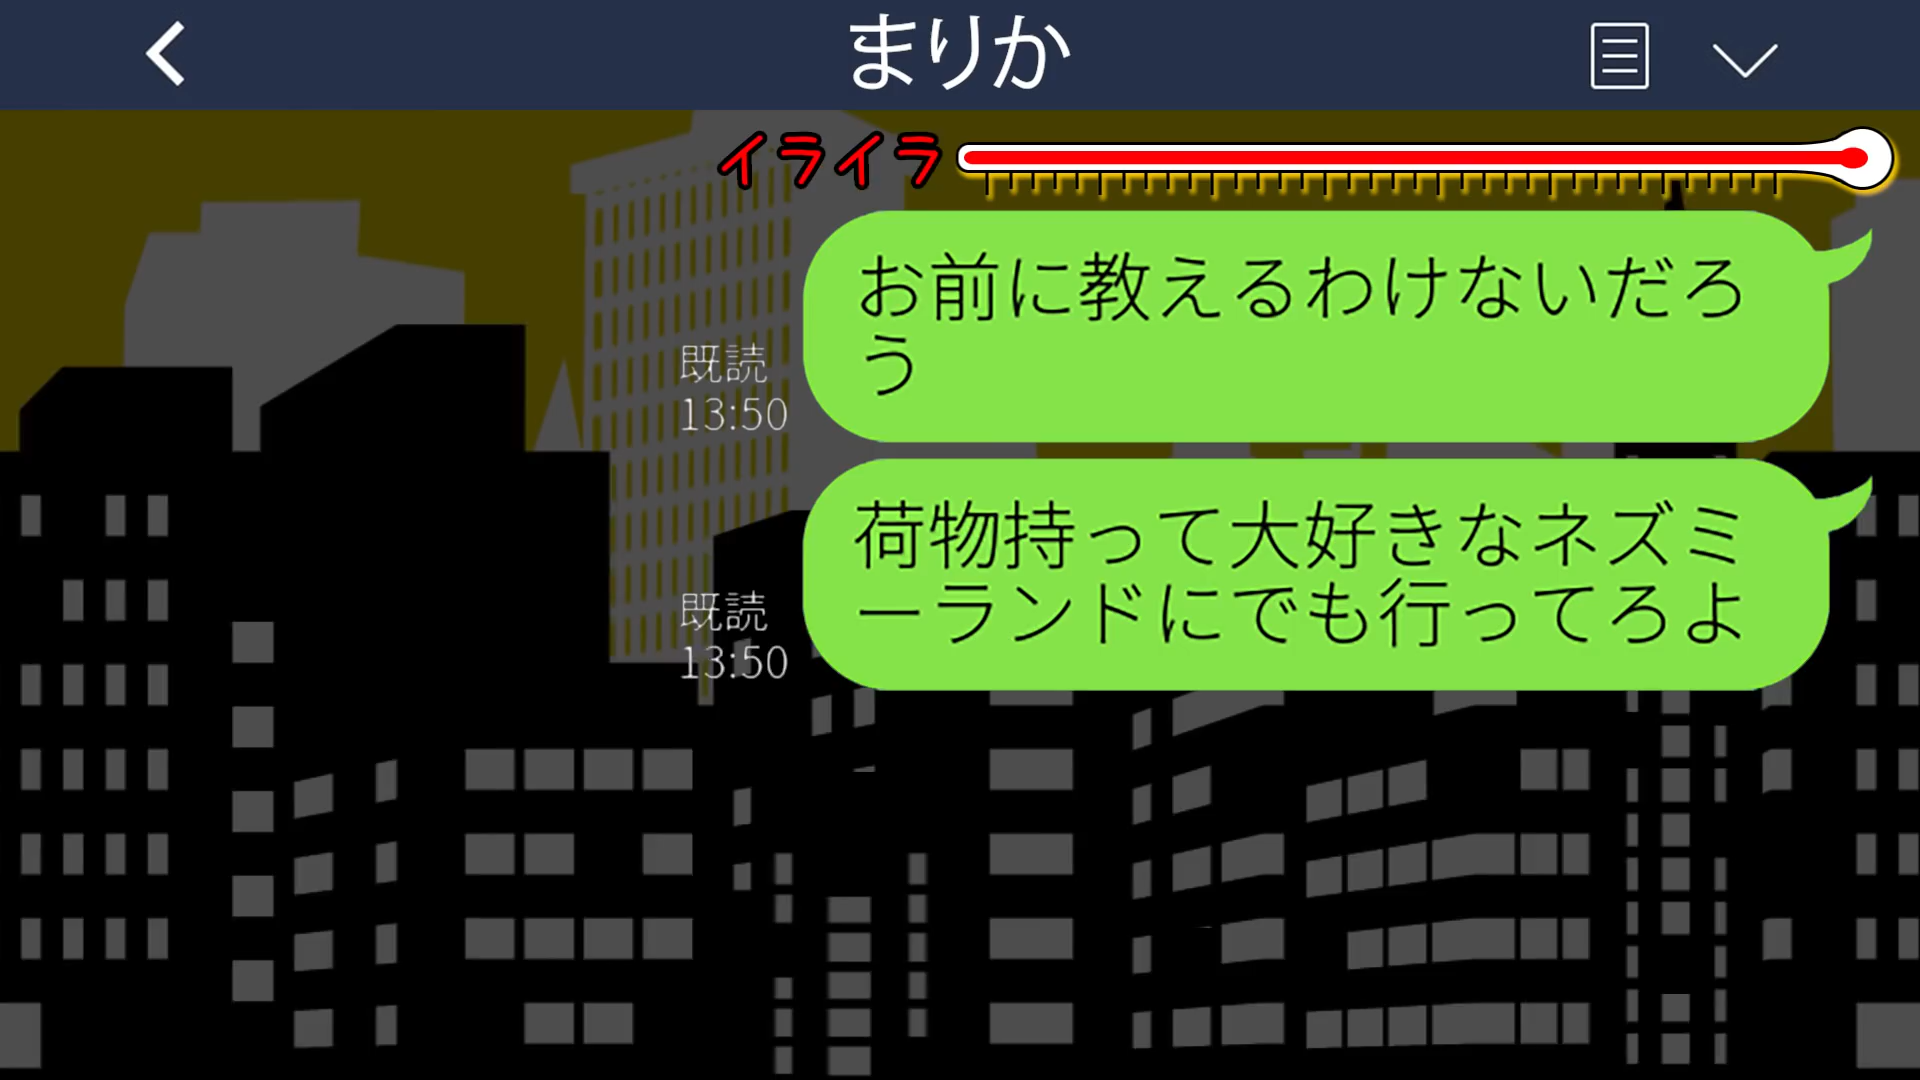 まりか
イライラ
お前に教えるわけないだろ
う
既読
13:50
荷物持って大好きなネズミ
ーランドにでも行ってろよ
既読
13:50